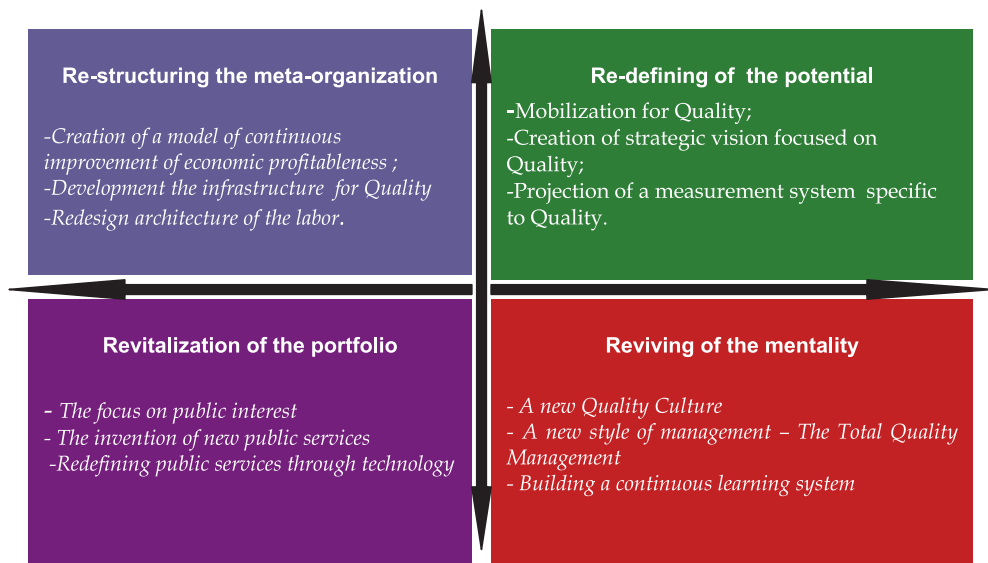 Re-structuring the meta-organization
-Creation of a model of continuous
improvement of economic profitableness ;
-Development the infrastructure  for Quality
-Redesign architecture of the labor.
Re-defining of  the potential
-Mobilization for Quality;
-Creation of strategic vision focused on
Quality;
-Projection of a measurement system  specific
to Quality.
Revitalization of the portfolio
- The focus on public interest
- The invention of new public services
-Redefining public services through technology
Reviving of the mentality
- A new Quality Culture
- A new style of management – The Total Quality
Management
- Building a continuous learning system